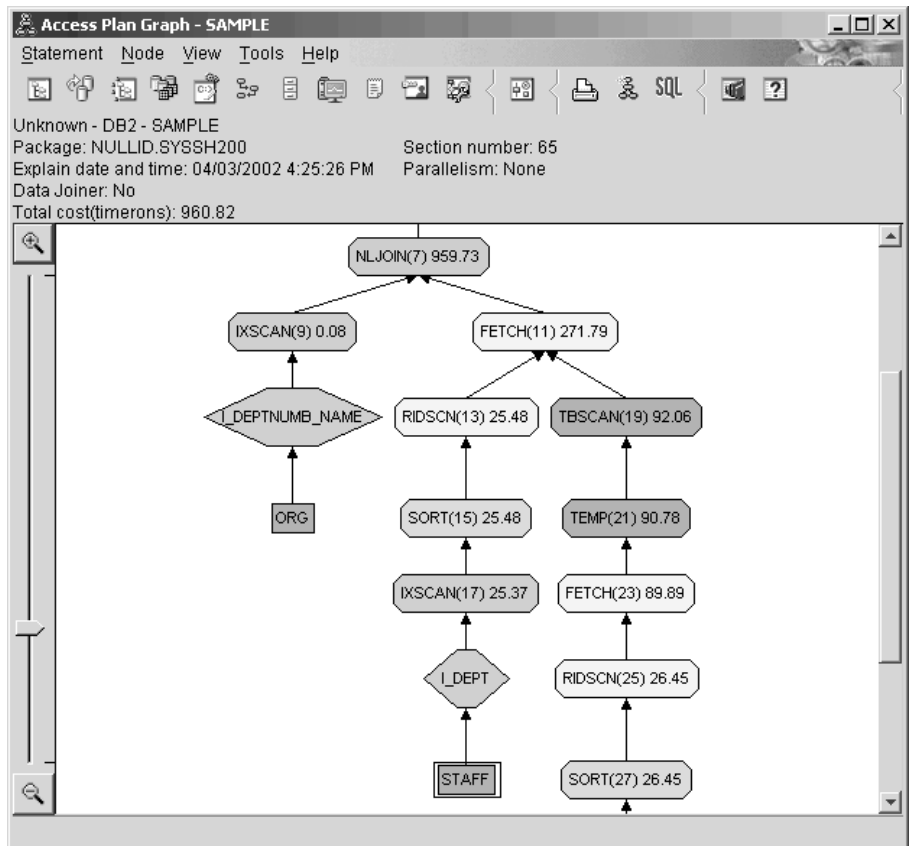 Access Plan Graph - SAMPLE
Statement Node View Tools Help
SQL ?
Unknown - DB2 - SAMPLE
Package: NULLID.SYSSH200 Section number: 65
Explain date and time: 04/03/2002 4:25:26 PM Parallelism: None
Data Joiner: No
Total cost(timerons): 960.82
NLJOIN(7) 959.73
IXSCAN(9) 0.08 FETCH(11) 271.79
I_DEPTNUMB_NAME RIDSCN(13) 25.48 TBSCAN(19) 92.06
ORG SORT(15) 25.48 TEMP(21) 90.78
IXSCAN(17) 25.37 FETCH(23) 89.89
I_DEPT RIDSCN(25) 26.45
STAFF SORT(27) 26.45